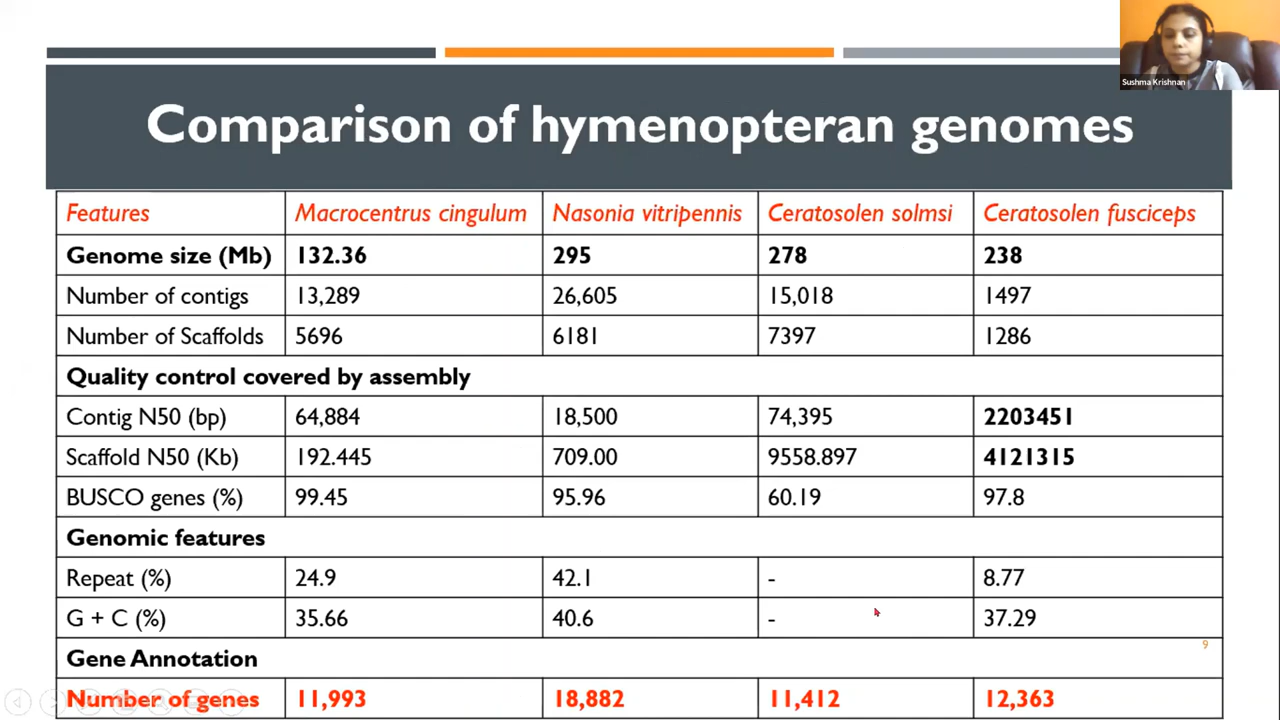 Sushma Krishnan
Comparison of hymenopteran genomes
Features Macrocentrus cingulum Nasonia vitripennis Ceratosolen solmsi Ceratosolen fusciceps
Genome size (Mb) 132.36 295 278 238
Number of contigs 13,289 26,605 15,018 1497
Number of Scaffolds 5696 6181 7397 1286
Quality control covered by assembly
Contig N50 (bp) 64,884 18,500 74,395 2203451
Scaffold N50 (Kb) 192.445 709.00 9558.897 4121315
BUSCO genes (%) 99.45 95.96 60.19 97.8
Genomic features
Repeat (%) 24.9 42.1 - 8.77
G + C (%) 35.66 40.6 - 37.29
9
Gene Annotation
Number of genes 11,993 18,882 11,412 12,363